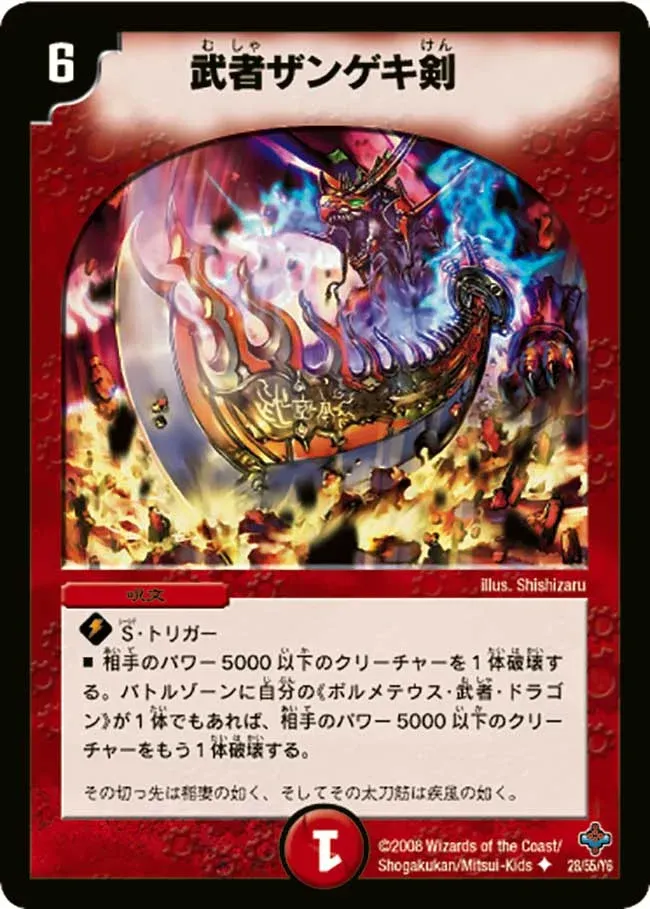 6
武者ザンゲキ剣
むしゃ けん
illus. Shishizaru
呪文
S・トリガー
■ 相手のパワー5000以下のクリーチャーを1体破壊す
る。バトルゾーンに自分の《ボルメテウス・武者・ドラゴ
ン》が1体でもあれば、相手のパワー5000以下のクリー
チャーをもう1体破壊する。
その切っ先は稲妻の如く、そしてその太刀筋は疾風の如く。
1
©2008 Wizards of the Coast/
Shogakukan/Mitsui-Kids
28/55/Y6